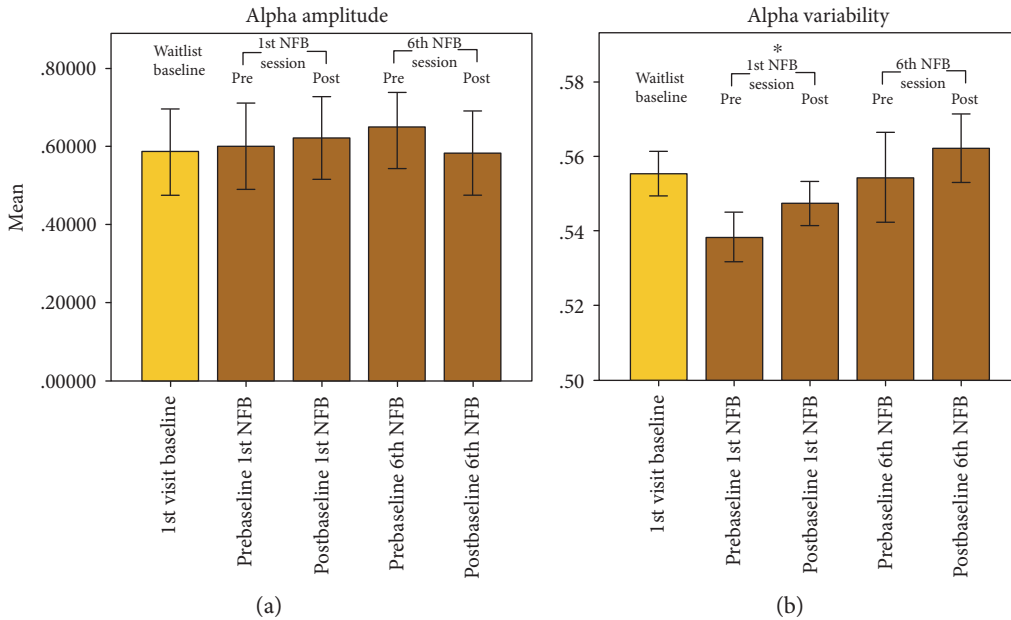 Alpha amplitude
Mean
.80000
.60000
.40000
.20000
.00000
Waitlist
baseline
1st NFB
session
Pre
Post
6th NFB
session
Pre
Post
1st visit baseline
Prebaseline 1st NFB
Postbaseline 1st NFB
Prebaseline 6th NFB
Postbaseline 6th NFB
(a)
Alpha variability
.58
.56
.54
.52
.50
Waitlist
baseline
*
1st NFB
session
Pre
Post
6th NFB
session
Pre
Post
1st visit baseline
Prebaseline 1st NFB
Postbaseline 1st NFB
Prebaseline 6th NFB
Postbaseline 6th NFB
(b)